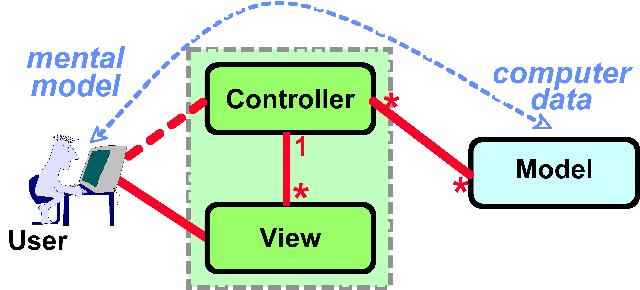 mental
model
computer
data
Controller
*
1
*
*
Model
User
View